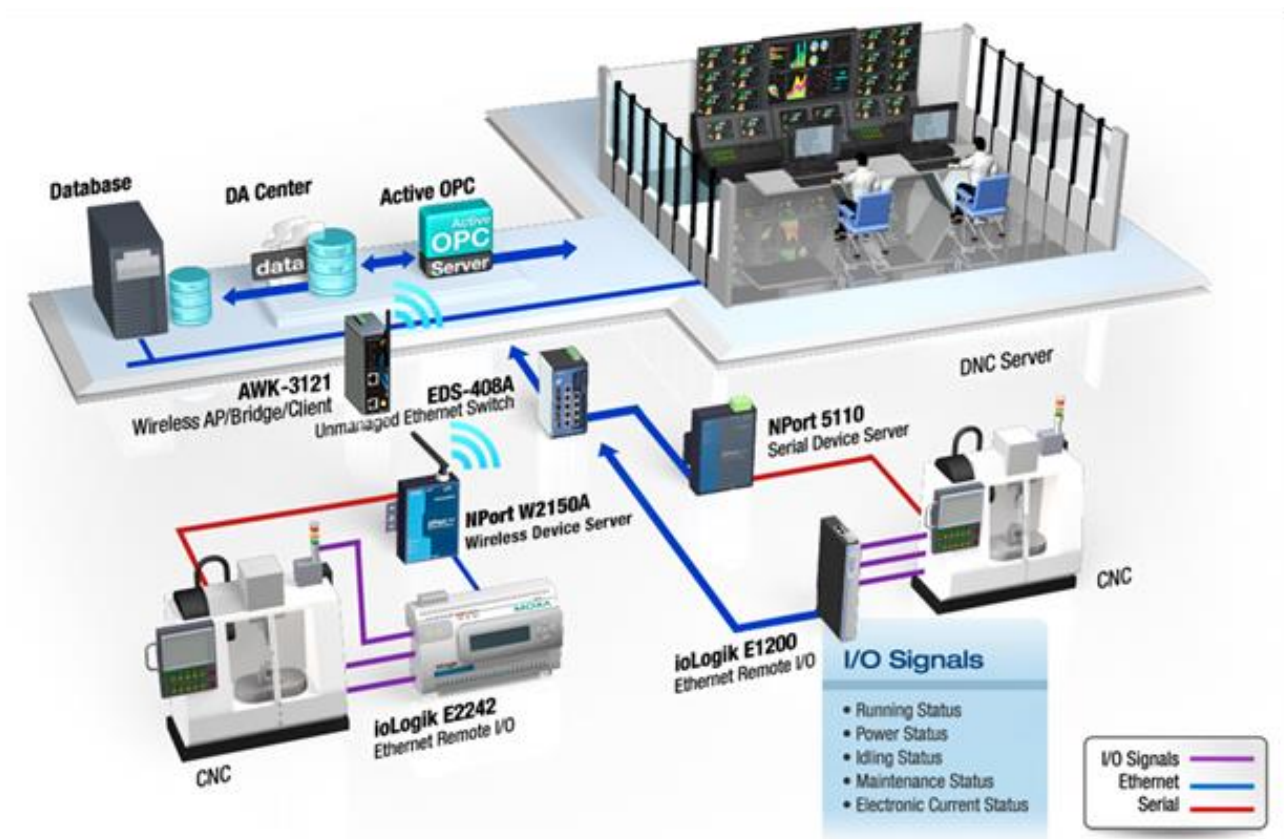 Database
DA Center
Active OPC
data
Active
OPC
Server
DNC Server
AWK-3121
Wireless AP/Bridge/Client
EDS-408A
Unmanaged Ethernet Switch
NPort 5110
Serial Device Server
NPort W2150A
Wireless Device Server
MOXA
CNC
ioLogik E1200
Ethernet Remote I/O
ioLogik E2242
Ethernet Remote I/O
CNC
I/O Signals
• Running Status
• Power Status
• Idling Status
• Maintenance Status
• Electronic Current Status
I/O Signals
Ethernet
Serial